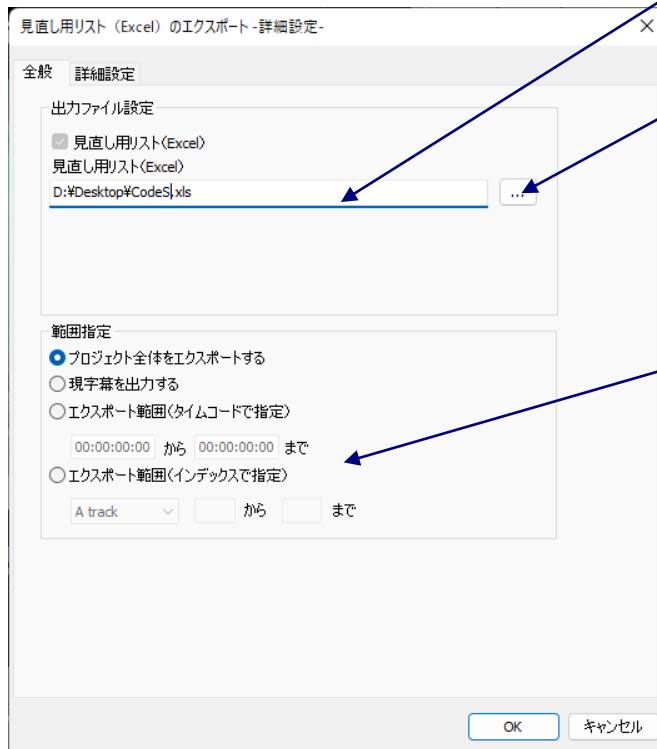 見直し用リスト（Excel）のエクスポート-詳細設定-
全般 詳細設定
出力ファイル設定
見直し用リスト(Excel)
見直し用リスト(Excel)
D:¥Desktop¥CodeS.xls ...
範囲指定
プロジェクト全体をエクスポートする
現字幕を出力する
エクスポート範囲(タイムコードで指定)
00:00:00:00 から 00:00:00:00 まで
エクスポート範囲(インデックスで指定)
A track から まで
OK キャンセル